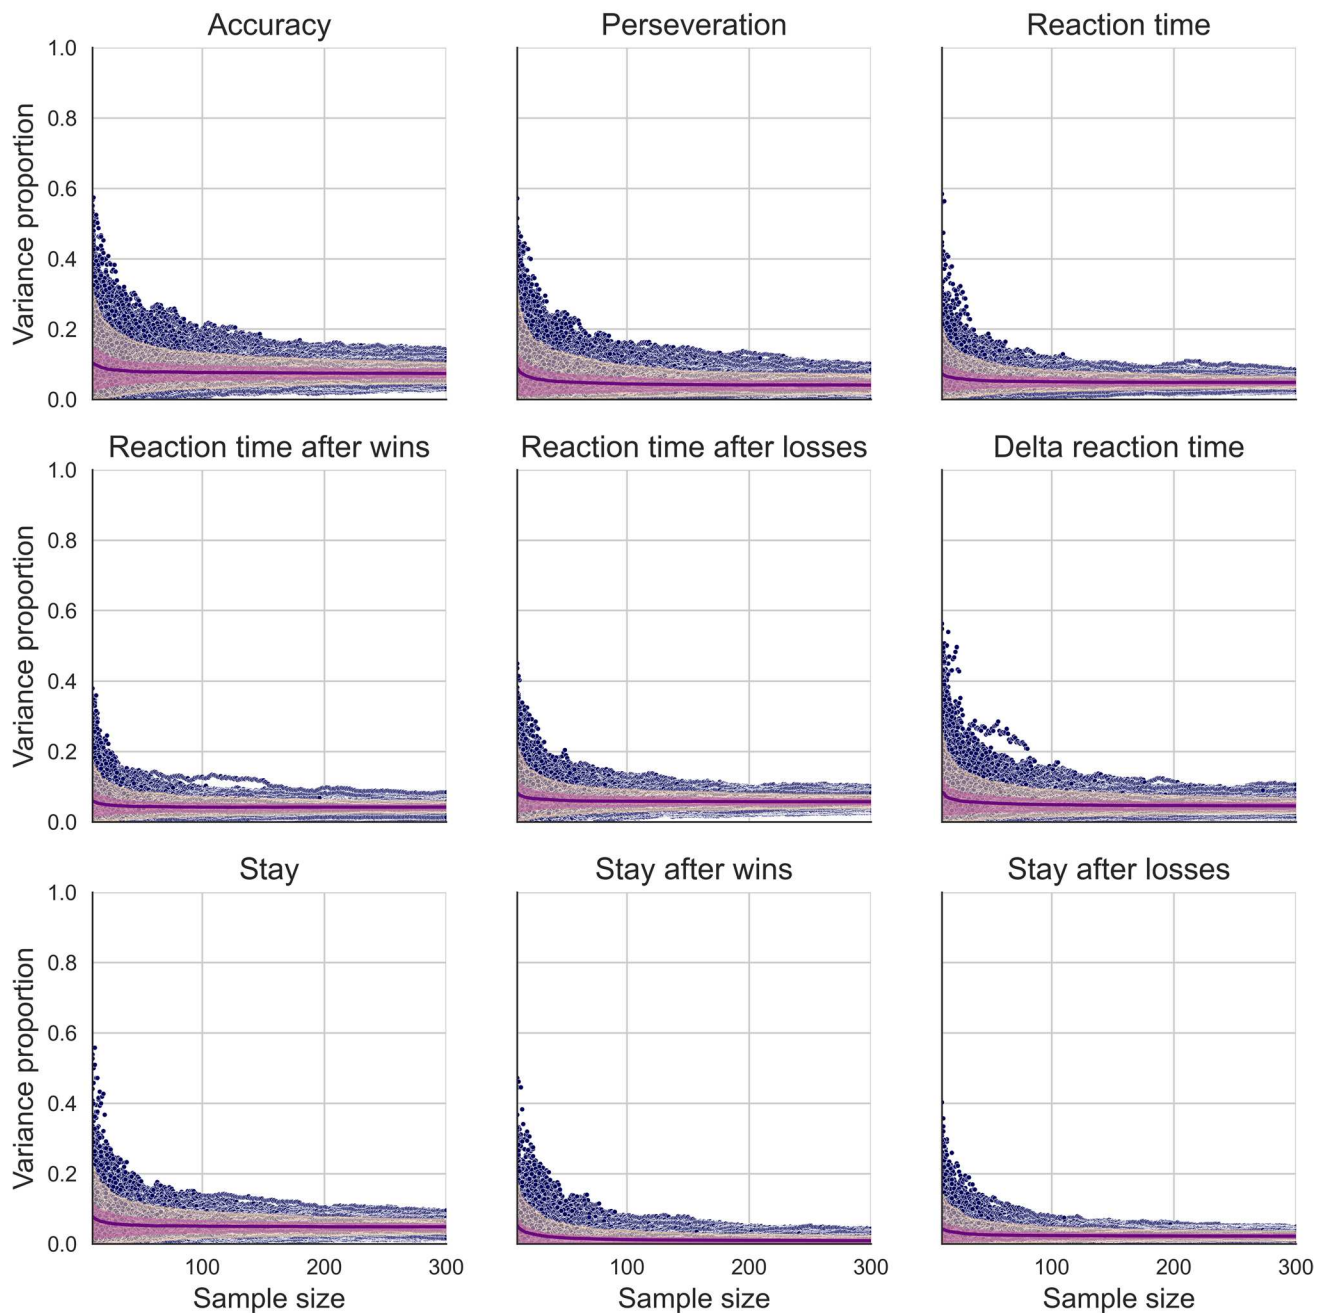 Accuracy Perseveration Reaction time
1.0
0.8
0.6
0.4
0.2
0.0
Variance proportion
Reaction time after wins Reaction time after losses Delta reaction time
1.0
0.8
0.6
0.4
0.2
0.0
Variance proportion
Stay Stay after wins Stay after losses
1.0
0.8
0.6
0.4
0.2
0.0
Variance proportion
100 200 300 100 200 300 100 200 300
Sample size Sample size Sample size